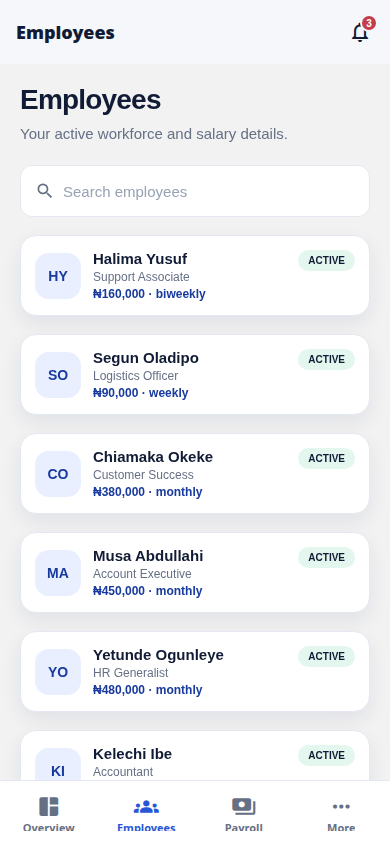 Employees
3
Employees
Your active workforce and salary details.
Search employees
HY
Halima Yusuf
ACTIVE
Support Associate
₦160,000 · biweekly
SO
Segun Oladipo
ACTIVE
Logistics Officer
₦90,000 · weekly
CO
Chiamaka Okeke
ACTIVE
Customer Success
₦380,000 · monthly
MA
Musa Abdullahi
ACTIVE
Account Executive
₦450,000 · monthly
YO
Yetunde Ogunleye
ACTIVE
HR Generalist
₦480,000 · monthly
KI
Kelechi Ibe
ACTIVE
Accountant
Overview
Employees
Payroll
More